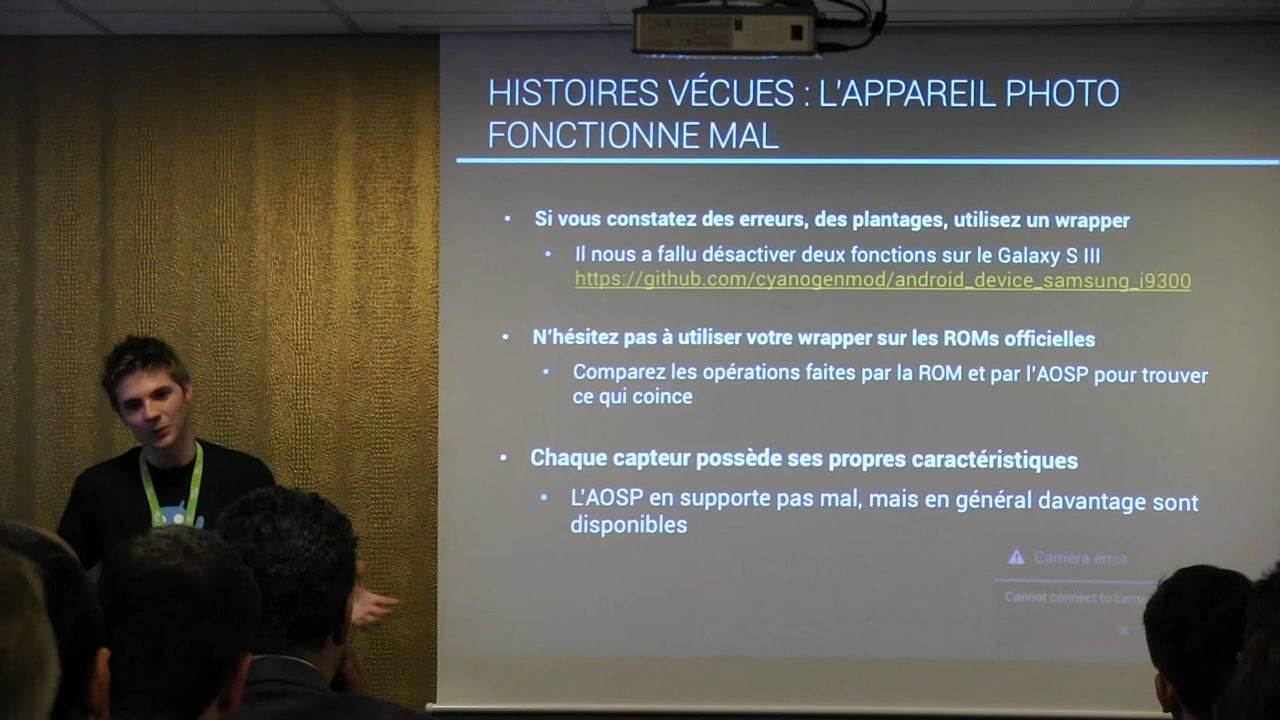 HISTOIRES VÉCUES : L'APPAREIL PHOTO
FONCTIONNE MAL
• Si vous constatez des erreurs, des plantages, utilisez un wrapper
• Il nous a fallu désactiver deux fonctions sur le Galaxy S III
https://github.com/cyanogenmod/android_device_samsung_i9300
• N'hésitez pas à utiliser votre wrapper sur les ROMs officielles
• Comparez les opérations faites par la ROM et par l'AOSP pour trouver
ce qui coince
• Chaque capteur possède ses propres caractéristiques
• L'AOSP en supporte pas mal, mais en général davantage sont
disponibles
Camera error
Cannot connect to came
OK